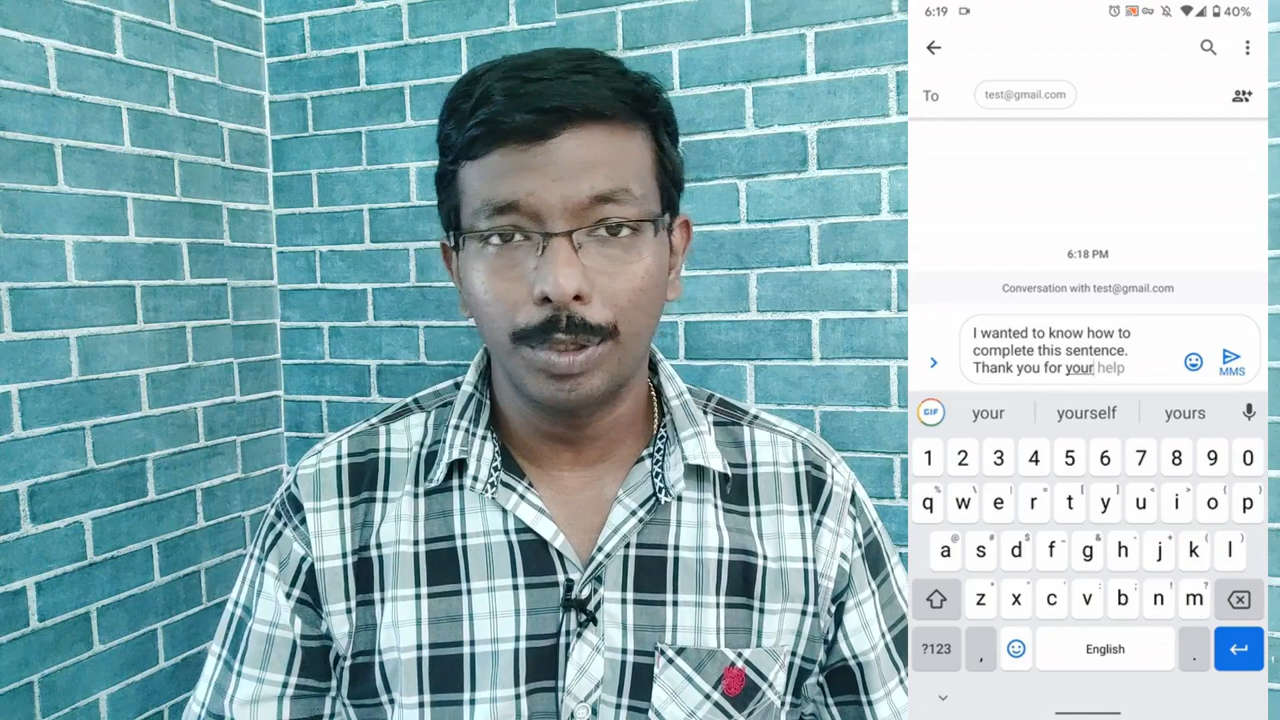 6:19
40%
To
test@gmail.com
6:18 PM
Conversation with test@gmail.com
I wanted to know how to
complete this sentence.
Thank you for your help
MMS
GIF
your yourself yours
1 2 3 4 5 6 7 8 9 0
q w e r t y u i o p
a s d f g h j k l
z x c v b n m
?123 , English .